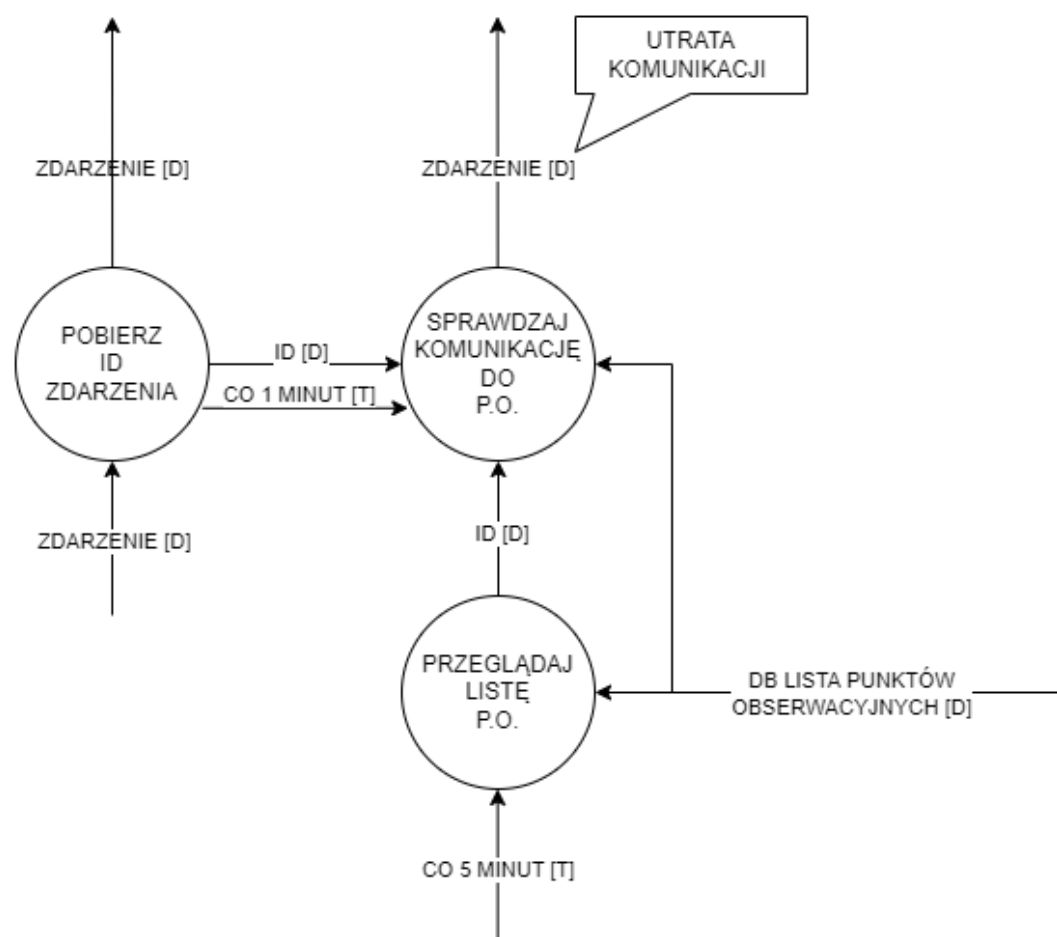 UTRATA
KOMUNIKACJI
ZDARZENIE [D]
ZDARZENIE [D]
POBIERZ
ID
ZDARZENIA
ID [D]
CO 1 MINUT [T]
SPRAWDZAJ
KOMUNIKACJĘ
DO
P.O.
ZDARZENIE [D]
ID [D]
PRZEGLĄDAJ
LISTĘ
P.O.
DB LISTA PUNKTÓW
OBSERWACYJNYCH [D]
CO 5 MINUT [T]